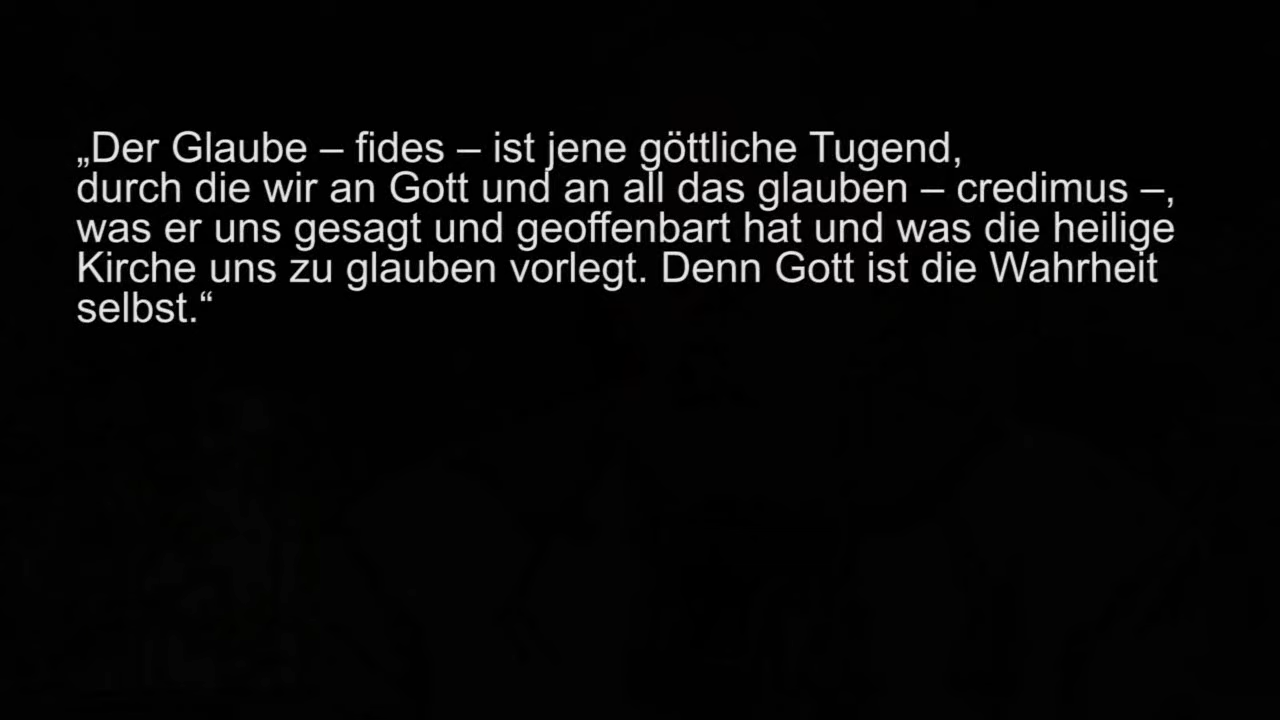 „Der Glaube – fides – ist jene göttliche Tugend,
durch die wir an Gott und an all das glauben – credimus –,
was er uns gesagt und geoffenbart hat und was die heilige
Kirche uns zu glauben vorlegt. Denn Gott ist die Wahrheit
selbst.“